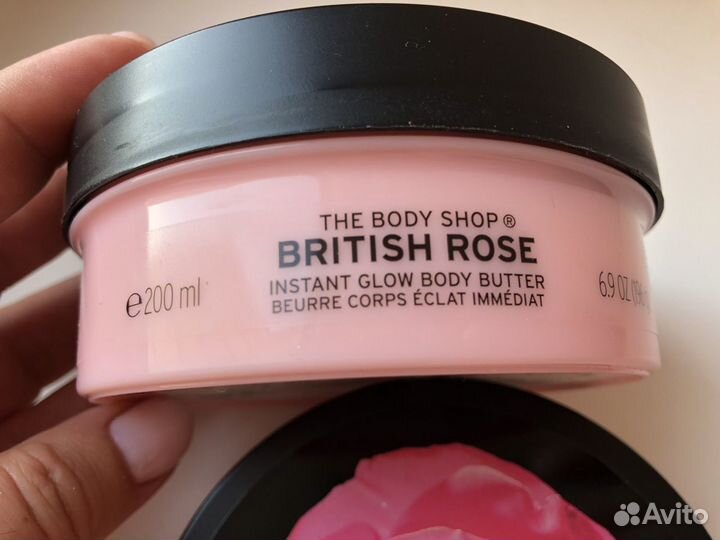 THE BODY SHOP®
BRITISH ROSE
INSTANT GLOW BODY BUTTER
BEURRE CORPS ÉCLAT IMMÉDIAT
℮200 ml
6.9 OZ
Avito